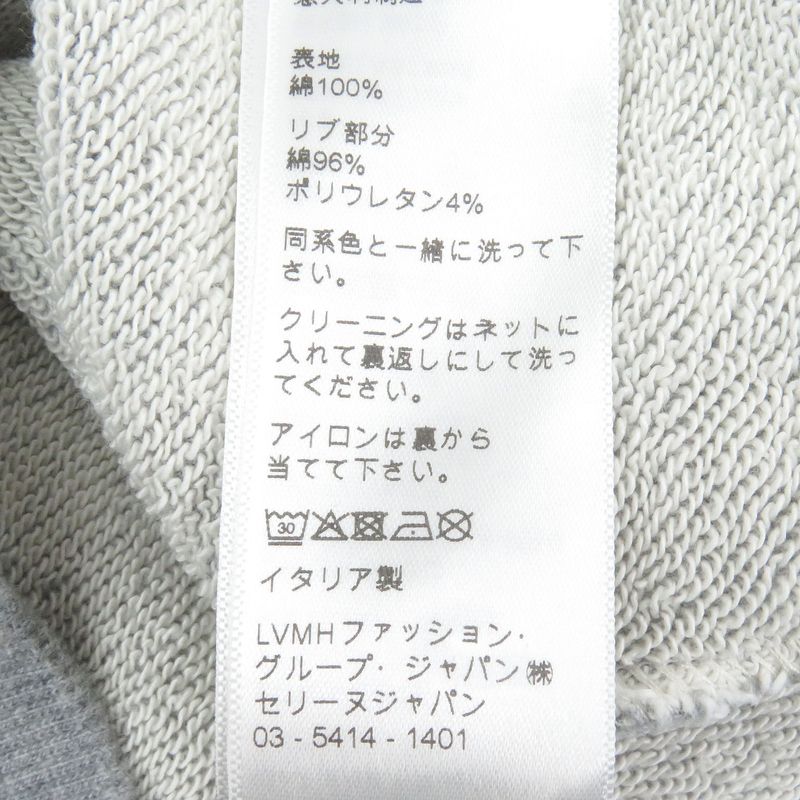 意大利制造
表地
綿100%
リブ部分
綿96%
ポリウレタン4%
同系色と一緒に洗って下
さい。
クリーニングはネットに
入れて裏返しにして洗っ
てください。
アイロンは裏から
当てて下さい。
30
イタリア製
LVMHファッション・
グループ・ジャパン㈱
セリーヌジャパン
03 - 5414 - 1401